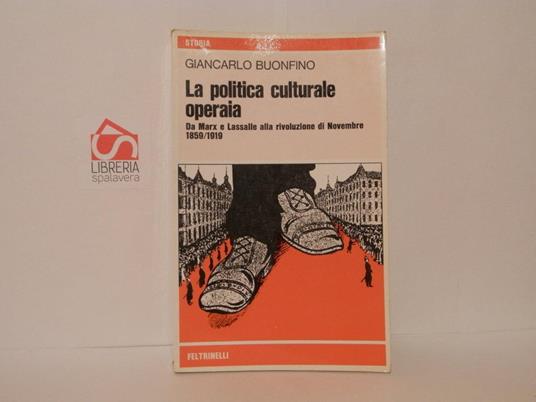 STORIA
GIANCARLO BUONFINO
La politica culturale
operaia
Da Marx e Lassalle alla rivoluzione di Novembre
1859/1919
LIBRERIA
spalavera
FELTRINELLI